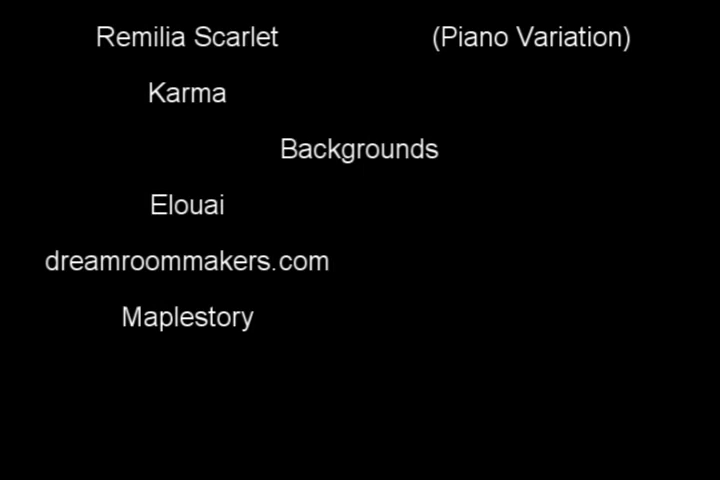 Remilia Scarlet (Piano Variation)
Karma
Backgrounds
Elouai
dreamroommakers.com
Maplestory